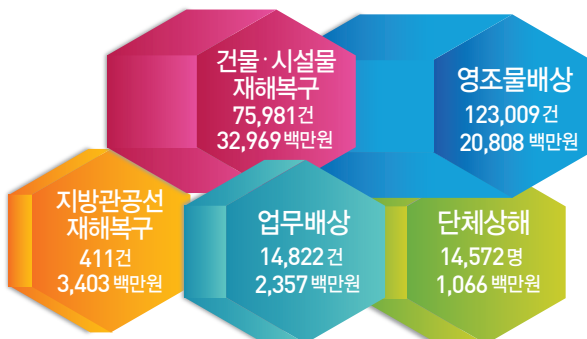 건물·시설물
재해복구
75,981건
32,969 백만원
영조물배상
123,009 건
20,808 백만원
지방관공선
재해복구
411건
3,403 백만원
업무배상
14,822 건
2,357 백만원
단체상해
14,572 명
1,066 백만원